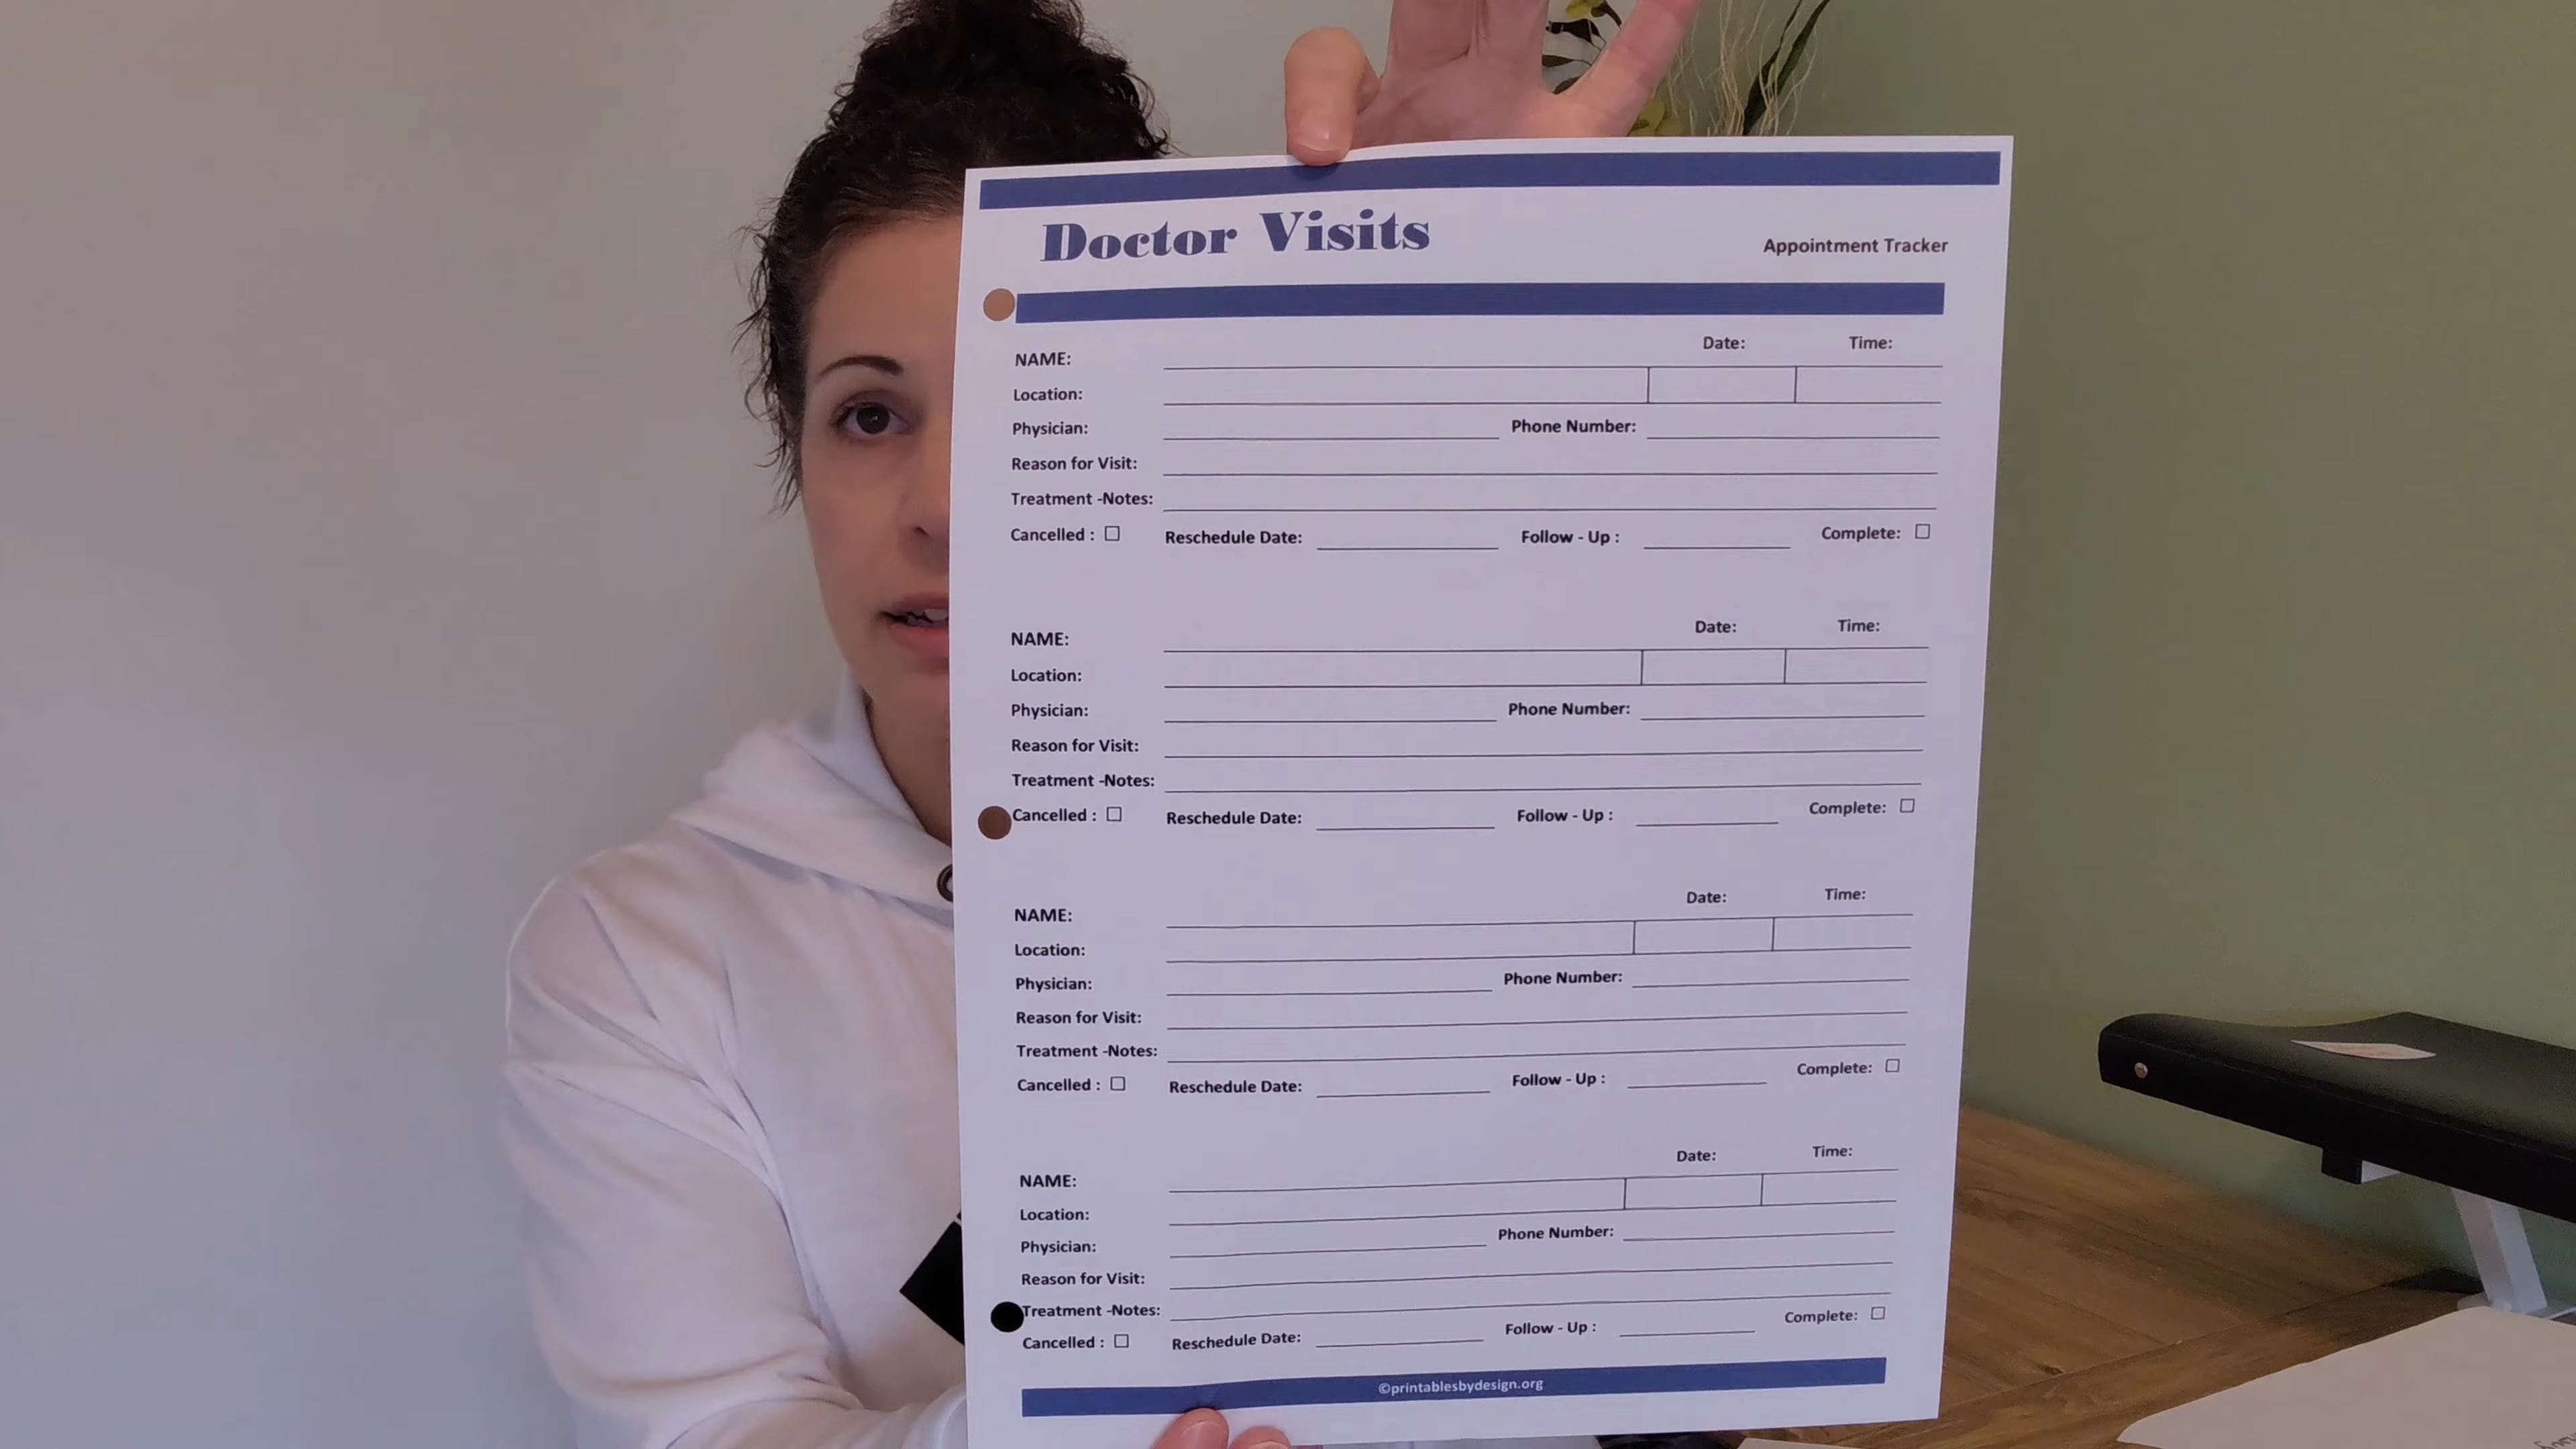 Doctor Visits
Appointment Tracker
Date: Time:
NAME:
Location:
Physician: Phone Number:
Reason for Visit:
Treatment -Notes:
Cancelled : ☐ Reschedule Date: Follow - Up : Complete: ☐
Date: Time:
NAME:
Location:
Physician: Phone Number:
Reason for Visit:
Treatment -Notes:
Cancelled : ☐ Reschedule Date: Follow - Up : Complete: ☐
Date: Time:
NAME:
Location:
Physician: Phone Number:
Reason for Visit:
Treatment -Notes:
Cancelled : ☐ Reschedule Date: Follow - Up : Complete: ☐
Date: Time:
NAME:
Location:
Physician: Phone Number:
Reason for Visit:
Treatment -Notes:
Cancelled : ☐ Reschedule Date: Follow - Up : Complete: ☐
©printablesbydesign.org